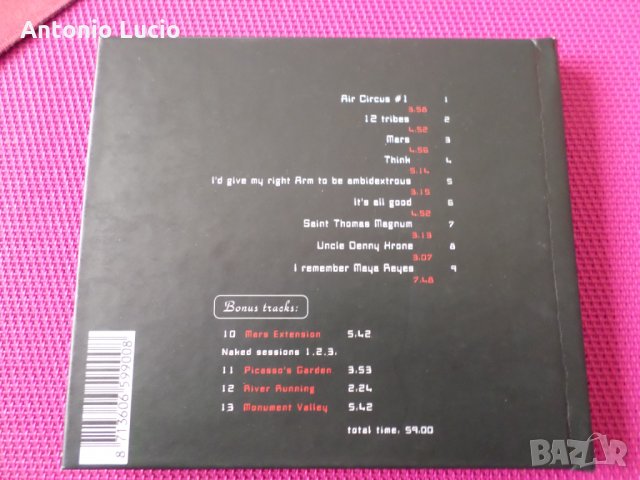 Antonio Lucio
Air Circus #1 1
3.58
12 tribes 2
4.52
Mars 3
4.56
Think 4
5.14
I'd give my right Arm to be ambidextrous 5
3.15
It's all good 6
4.52
Saint Thomas Magnum 7
3.13
Uncle Denny Krone 8
3.07
I remember Maya Reyes 9
7.48
Bonus tracks:
10 Mars Extension 5.42
Naked sessions 1.2.3.
11 Picasso's Garden 3.53
12 River Running 2.24
13 Monument Valley 5.42
total time. 59.00
8 713606 599008
BAZAR